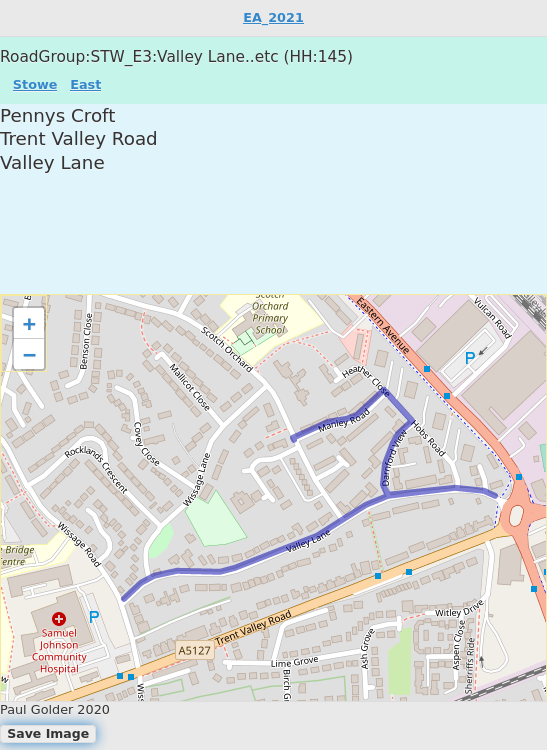 EA_2021
RoadGroup:STW_E3:Valley Lane..etc (HH:145)
Stowe East
Pennys Croft
Trent Valley Road
Valley Lane
+
−
Scotch
Orchard
Primary
School
Eastern Avenue
Vulcan Road
P
Benson Close
Scotch Orchard
Mallicot Close
Heather Close
Manley Road
Hobs Road
Darnford View
Covey Close
Rocklands Crescent
Wissage Lane
Wissage Road
Valley Lane
e Bridge
entre
P
Samuel
Johnson
Community
Hospital
Trent Valley Road
A5127
Witley Drive
Lime Grove
Ash Grove
Aspen Close
Sherriffs Ride
Birch G
Wiss
Paul Golder 2020
Save Image